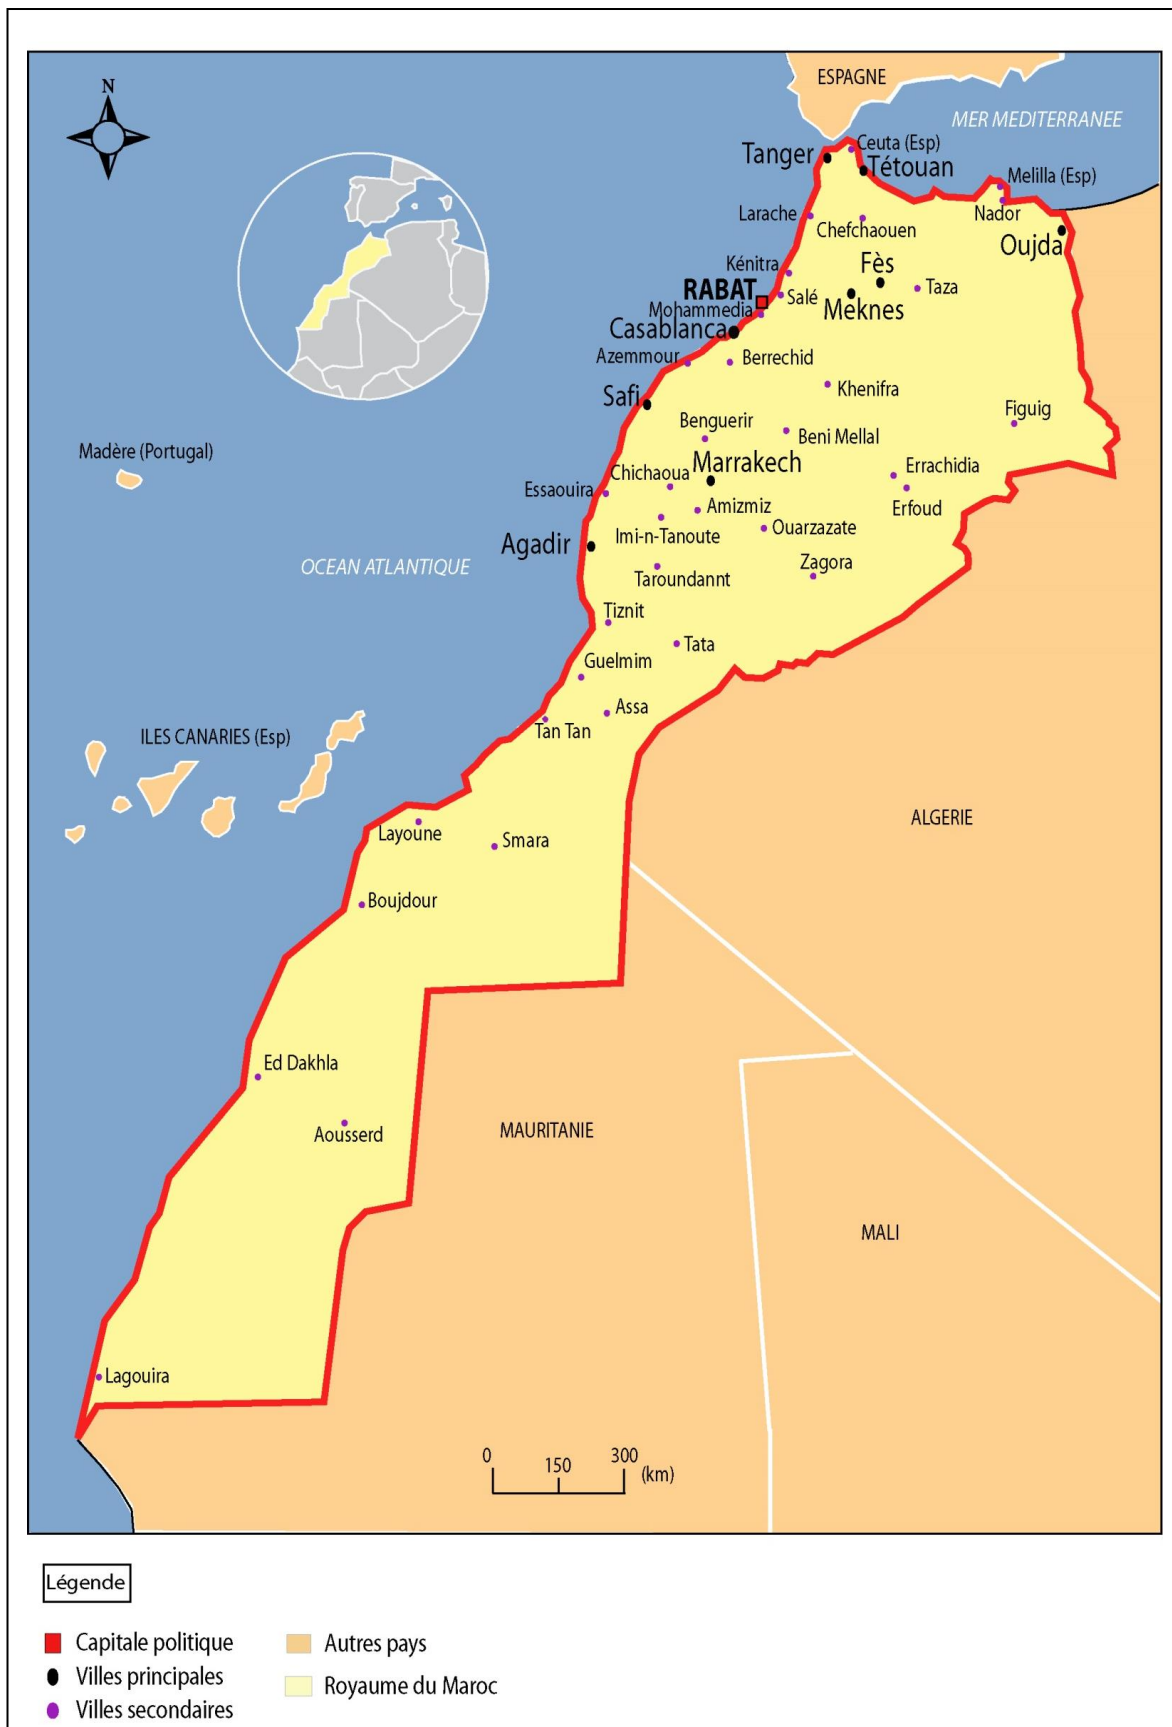 ESPAGNE
N
MER MEDITERRANEE
Ceuta (Esp)
Tanger
Tétouan
Melilla (Esp)
Larache
Nador
Chefchaouen
Oujda
Fès
Kénitra
RABAT
Salé
Taza
Meknes
Mohammedia
Casablanca
Azemmour
Berrechid
Khenifra
Safi
Figuig
Benguerir
Beni Mellal
Madère (Portugal)
Marrakech
Chichaoua
Errachidia
Essaouira
Amizmiz
Erfoud
Ouarzazate
Imi-n-Tanoute
Agadir
Zagora
OCEAN ATLANTIQUE
Taroundannt
Tiznit
Tata
Guelmim
Assa
Tan Tan
ILES CANARIES (Esp)
ALGERIE
Layoune
Smara
Boujdour
Ed Dakhla
Aousserd
MAURITANIE
MALI
Lagouira
0 150 300 (km)
Légende
Capitale politique
Villes principales
Villes secondaires
Autres pays
Royaume du Maroc